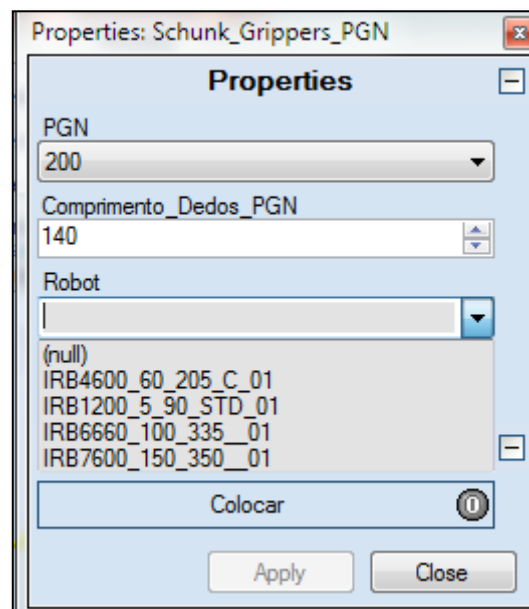 Properties: Schunk_Grippers_PGN
Properties
PGN
200
Comprimento_Dedos_PGN
140
Robot
(null)
IRB4600_60_205_C_01
IRB1200_5_90_STD_01
IRB6660_100_335__01
IRB7600_150_350__01
Colocar
Apply
Close